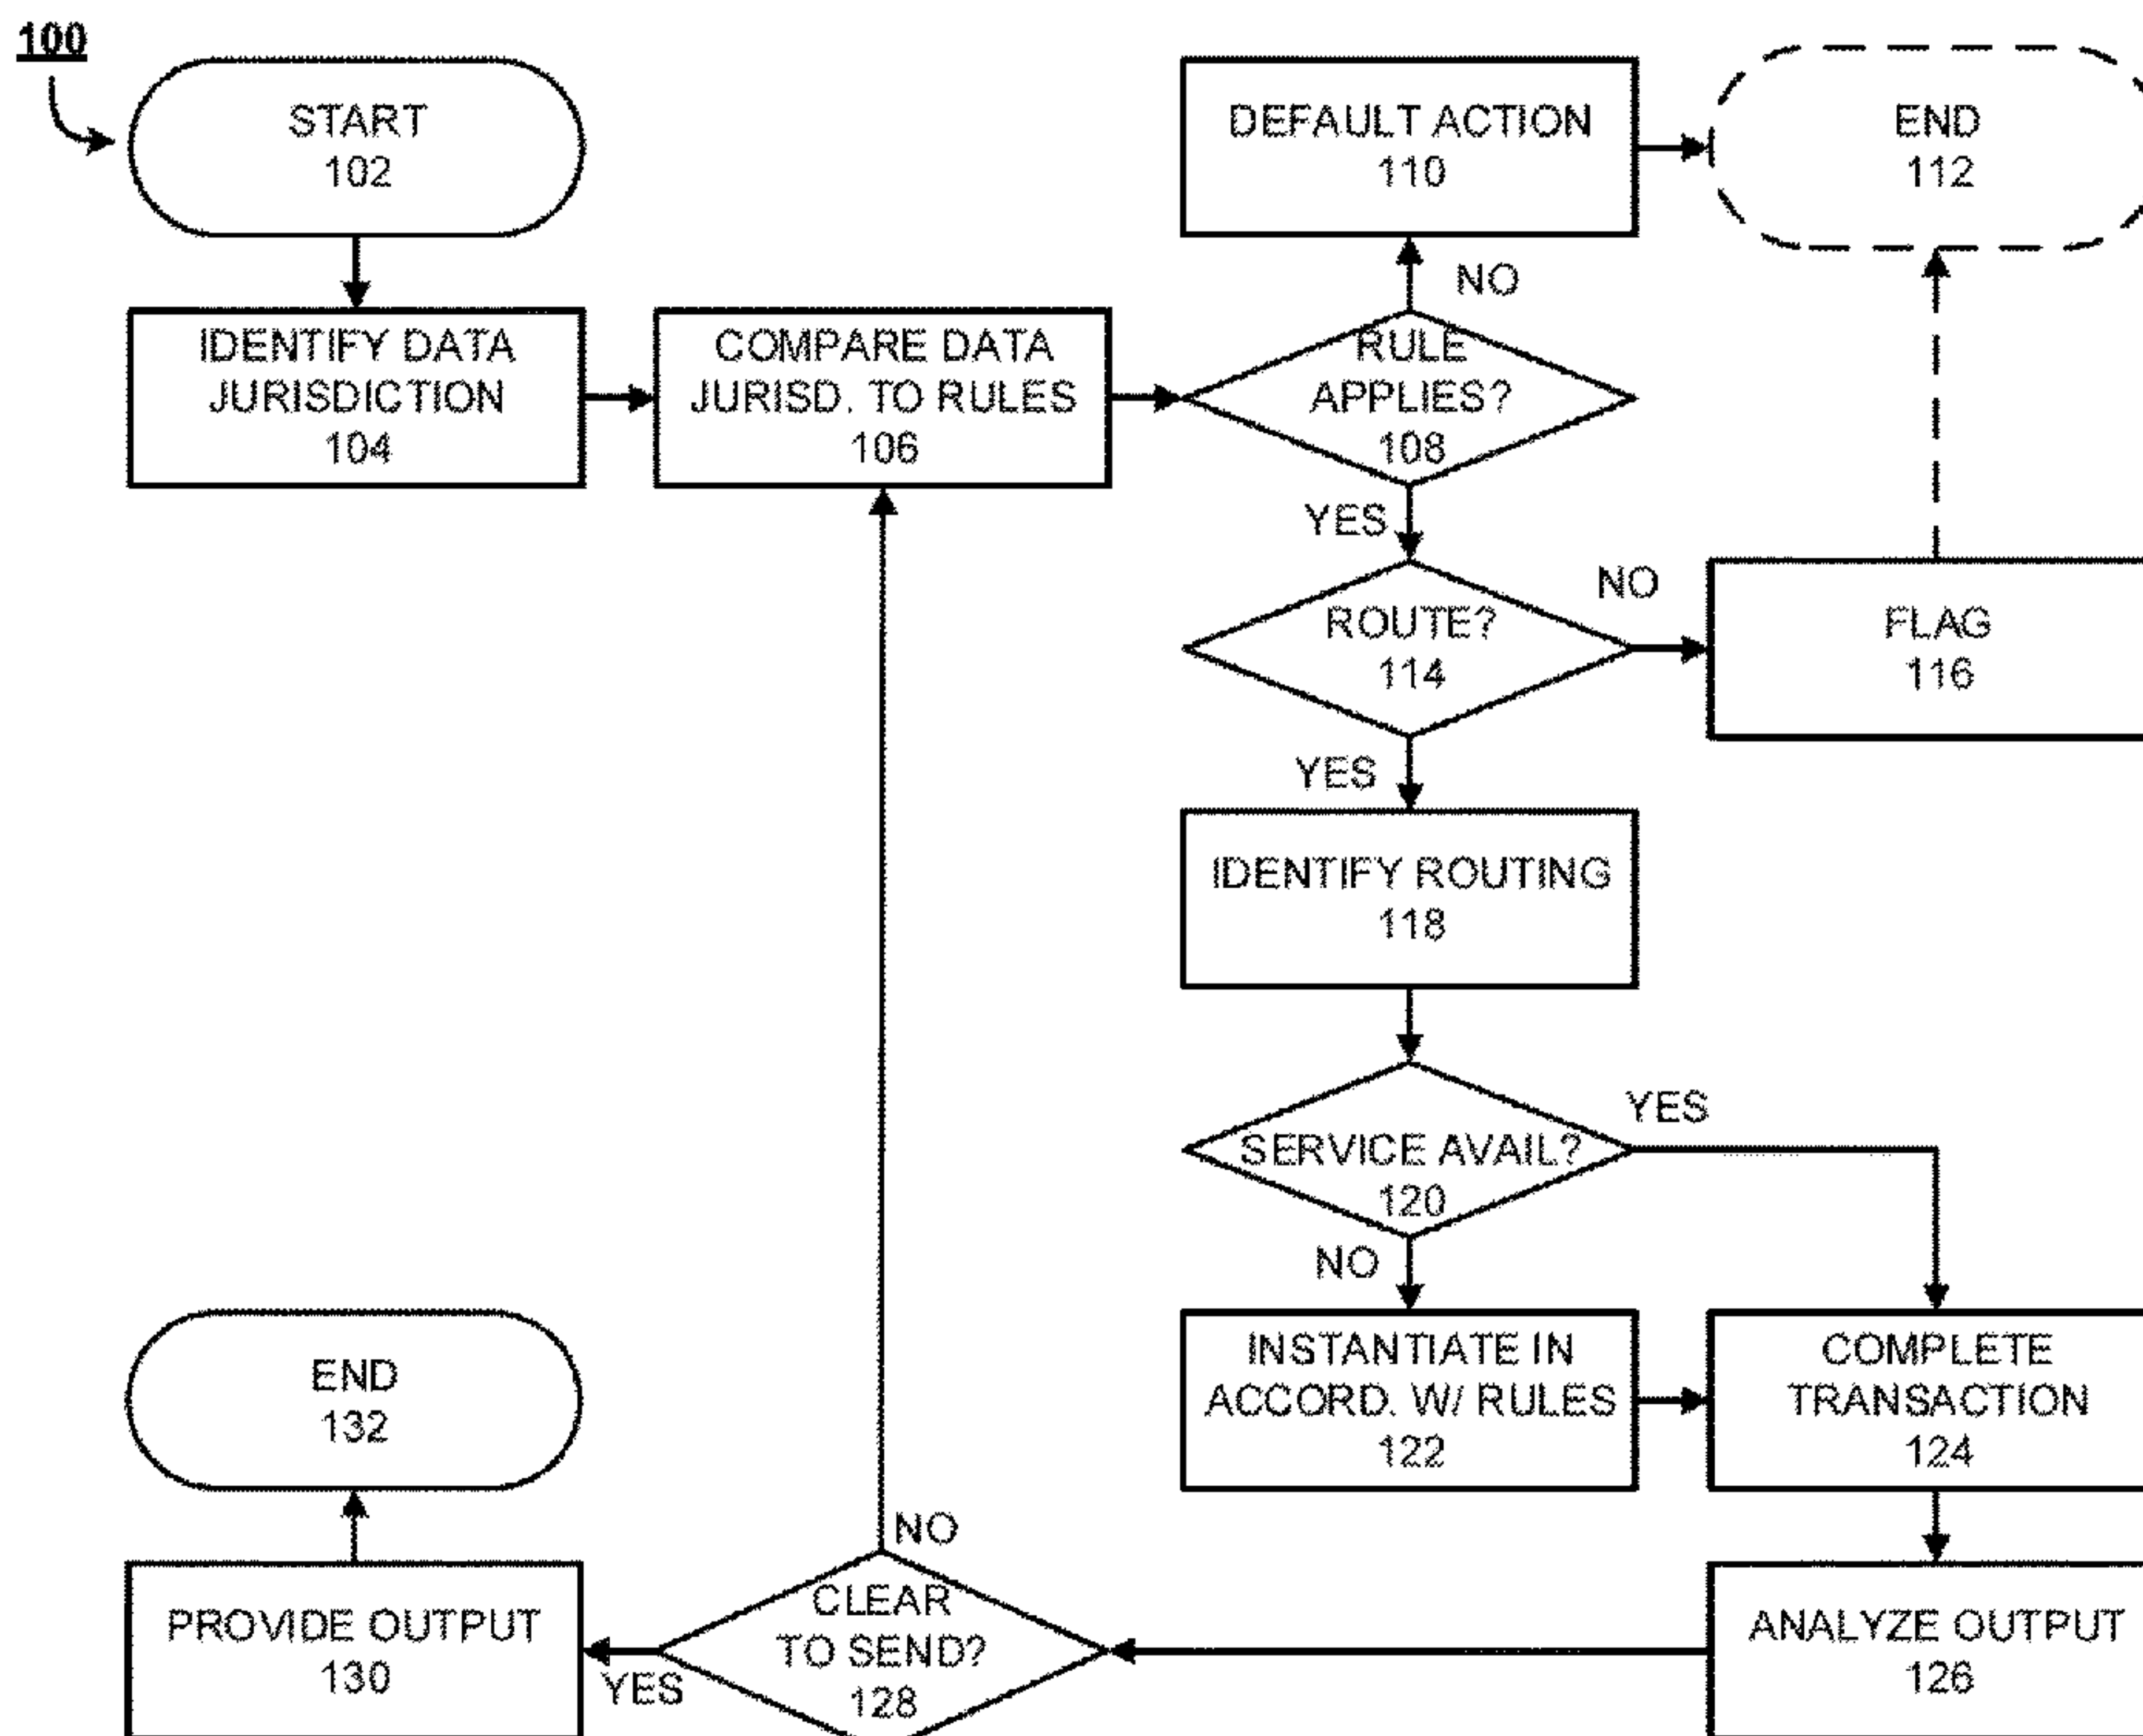 100
START
102
IDENTIFY DATA
JURISDICTION
104
COMPARE DATA
JURISD. TO RULES
106
RULE
APPLIES?
108
NO
DEFAULT ACTION
110
END
112
YES
ROUTE?
114
NO
FLAG
116
YES
IDENTIFY ROUTING
118
SERVICE AVAIL?
120
YES
NO
INSTANTIATE IN
ACCORD. W/ RULES
122
COMPLETE
TRANSACTION
124
ANALYZE OUTPUT
126
CLEAR
TO SEND?
128
NO
YES
PROVIDE OUTPUT
130
END
132